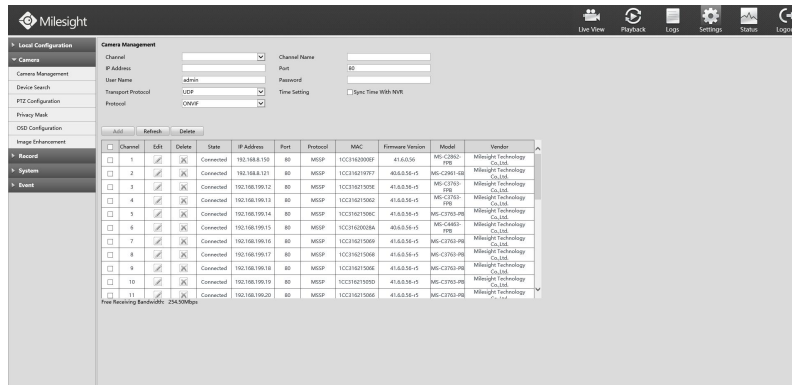 Milesight
Live View Playback Logs Settings Status Logou
Local Configuration
Camera
Camera Management
Device Search
PTZ Configuration
Privacy Mask
OSD Configuration
Image Enhancement
Record
System
Event
Camera Management
Channel Channel Name
IP Address Port 80
User Name admin Password
Transport Protocol UDP Time Setting Sync Time With NVR
Protocol ONVIF
Add Refresh Delete
Channel Edit Delete State IP Address Port Protocol MAC Firmware Version Model Vendor
1 Connected 192.168.8.150 80 MSSP 1CC3162000EF 41.6.0.56 MS-C2862-FPB Milesight Technology Co.,Ltd.
2 Connected 192.168.8.121 80 MSSP 1CC3162197F7 40.6.0.56-r5 MS-C2961-EB Milesight Technology Co.,Ltd.
3 Connected 192.168.199.12 80 MSSP 1CC31621505E 41.6.0.56-r5 MS-C3763-FPB Milesight Technology Co.,Ltd.
4 Connected 192.168.199.13 80 MSSP 1CC316215062 41.6.0.56-r5 MS-C3763-FPB Milesight Technology Co.,Ltd.
5 Connected 192.168.199.14 80 MSSP 1CC31621506C 41.6.0.56-r5 MS-C3763-PB Milesight Technology Co.,Ltd.
6 Connected 192.168.199.15 80 MSSP 1CC31620028A 40.6.0.56-r5 MS-C4463-FPB Milesight Technology Co.,Ltd.
7 Connected 192.168.199.16 80 MSSP 1CC316215069 41.6.0.56-r5 MS-C3763-PB Milesight Technology Co.,Ltd.
8 Connected 192.168.199.17 80 MSSP 1CC316215068 41.6.0.56-r5 MS-C3763-PB Milesight Technology Co.,Ltd.
9 Connected 192.168.199.18 80 MSSP 1CC31621506E 41.6.0.56-r5 MS-C3763-PB Milesight Technology Co.,Ltd.
10 Connected 192.168.199.19 80 MSSP 1CC31621505D 41.6.0.56-r5 MS-C3763-PB Milesight Technology Co.,Ltd.
11 Connected 192.168.199.20 80 MSSP 1CC316215066 41.6.0.56-r5 MS-C3763-PB Milesight Technology
Free Receiving Bandwidth: 254.50Mbps